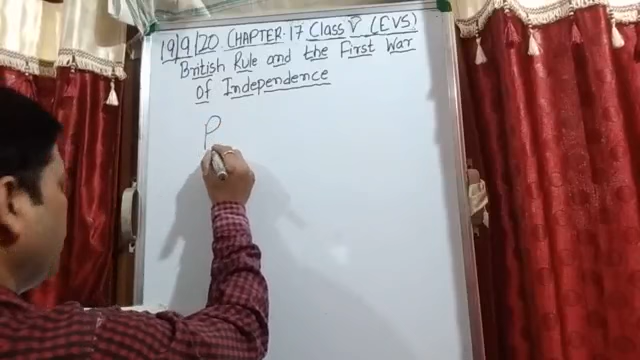 19/9/20 CHAPTER-17 Class V (EVS)
British Rule and the First War
of Independence
P